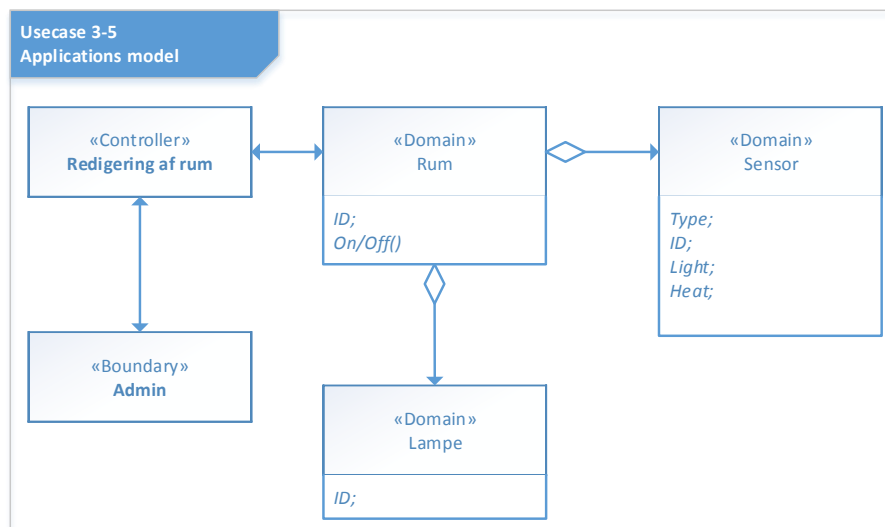 Usecase 3-5
Applications model
«Controller»
Redigering af rum
«Domain»
Rum
ID;
On/Off()
«Domain»
Sensor
Type;
ID;
Light;
Heat;
«Boundary»
Admin
«Domain»
Lampe
ID;